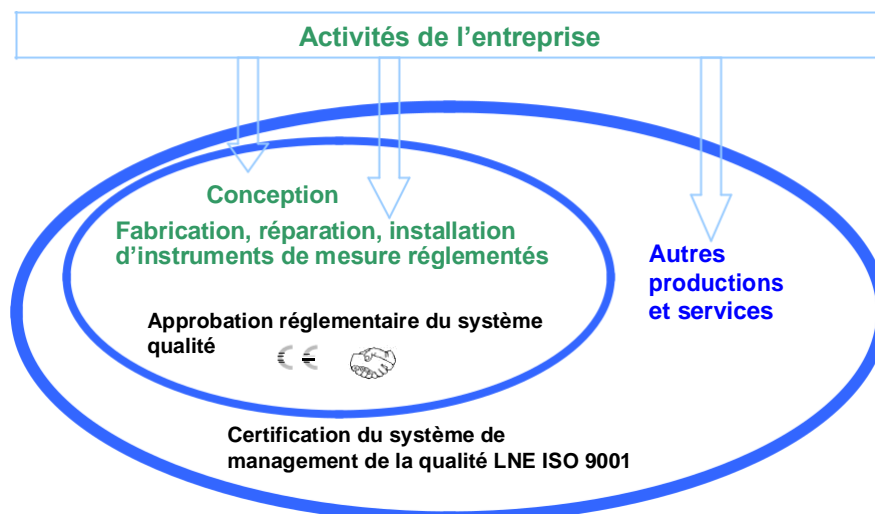 Activités de l’entreprise
Conception
Fabrication, réparation, installation
d’instruments de mesure réglementés
Autres
productions
et services
Approbation réglementaire du système
qualité
C €
Certification du système de
management de la qualité LNE ISO 9001